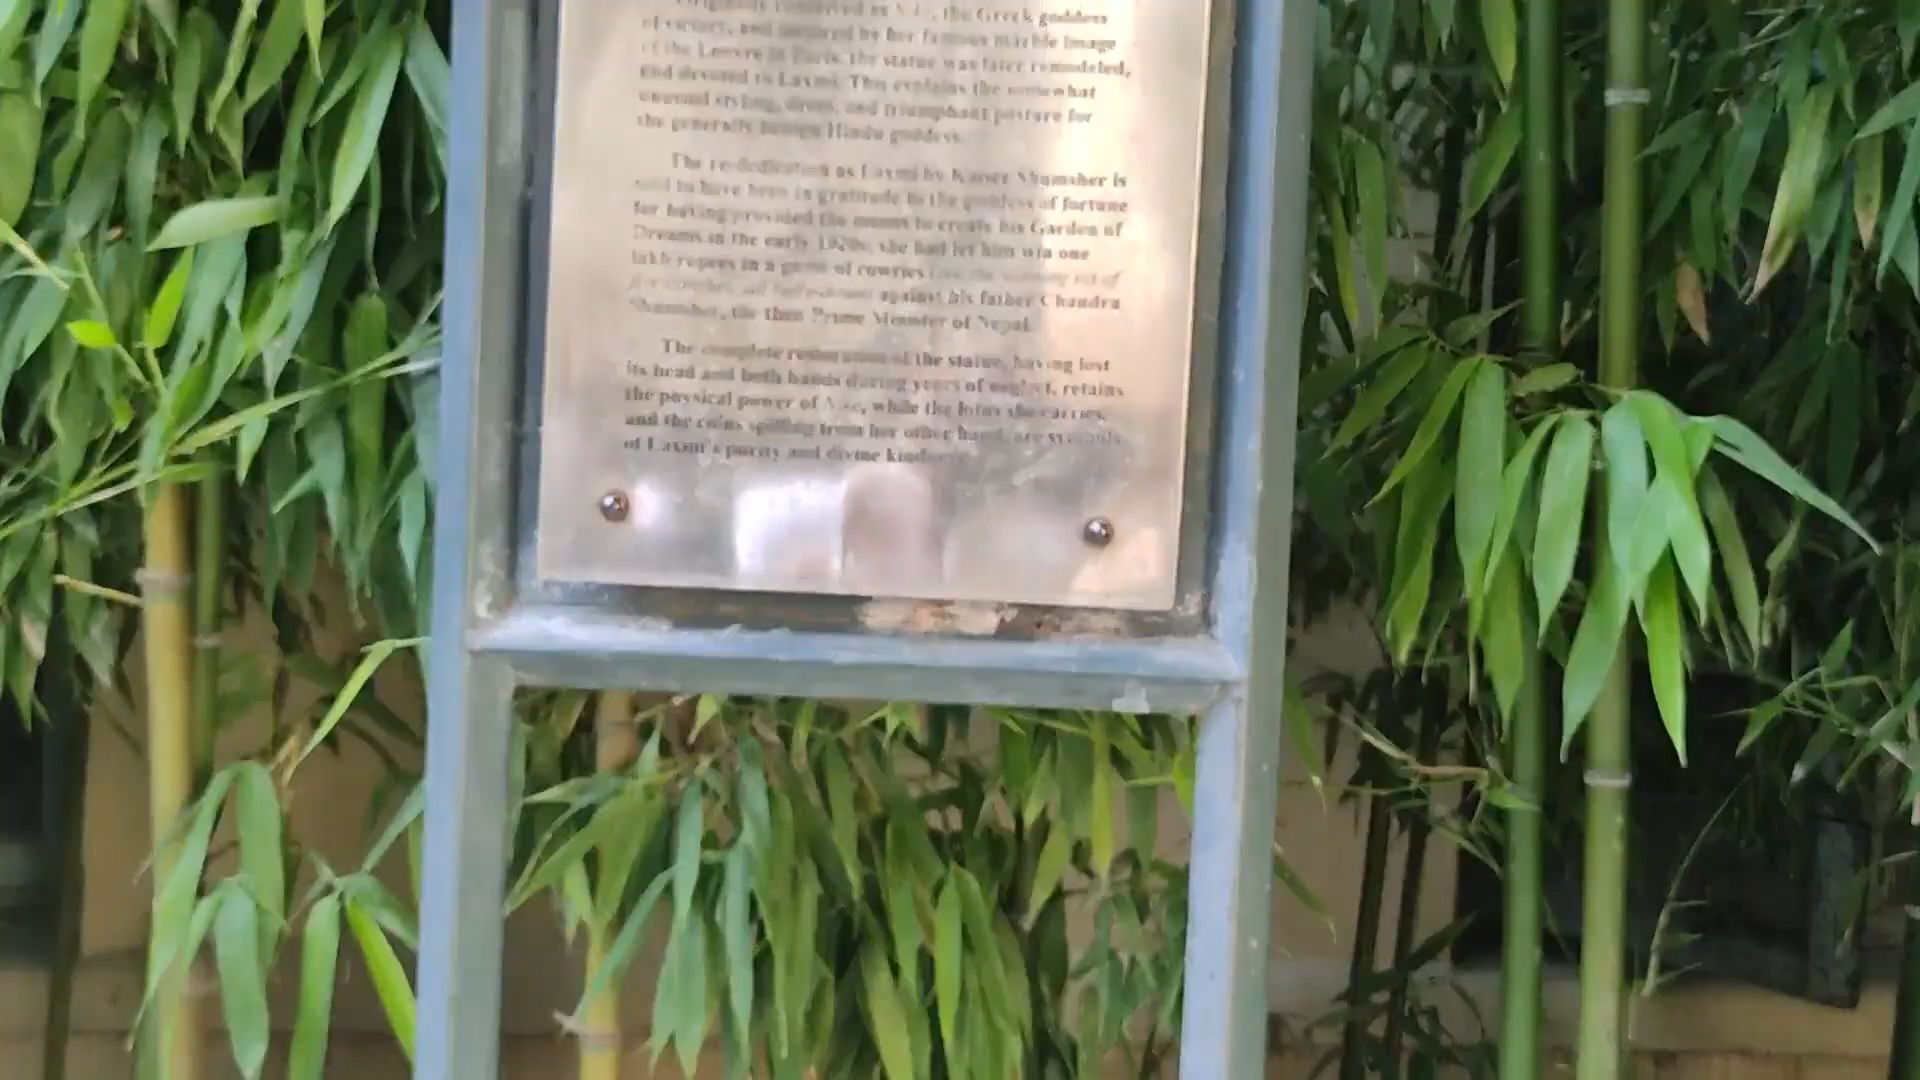 Originally conceived as Nike, the Greek goddess
of victory, and inspired by her famous marble image
the Louvre in Paris, the statue was later remodeled,
and devoted to Laxmi. This explains the somewhat
unusual styling, dress, and triumphant posture for
the generally benign Hindu goddess.
The re-dedication as Laxmi by Kaiser Shumsher is
said to have been in gratitude to the goddess of fortune
for having provided the means to create his Garden of
Dreams in the early 1920s; she had let him win one
lakh rupees in a game of cowries
against his father Chandra
Shumsher, the then Prime Minister of Nepal.
The complete restoration of the statue, having lost
its head and both hands during years of neglect, retains
the physical power of Nike, while the lotus she carries,
and the coins spilling from her other hand, are symbols
of Laxmi's purity and divine